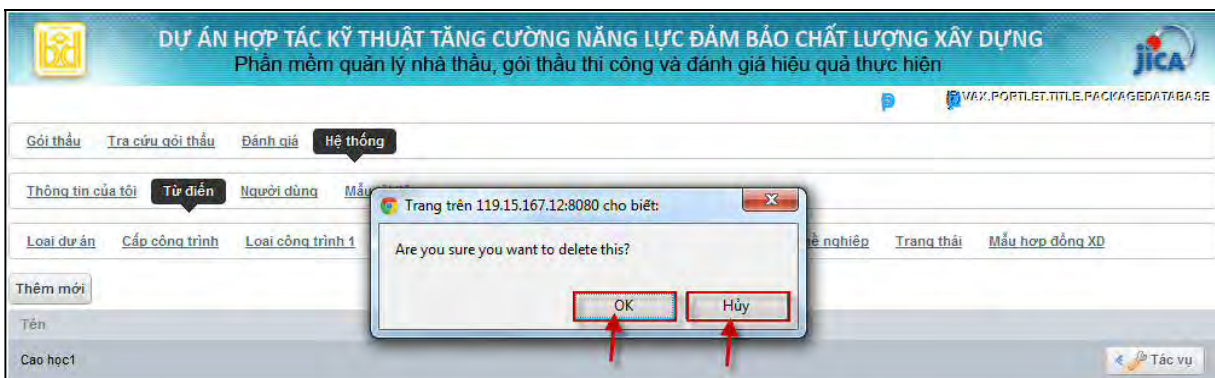 DỰ ÁN HỢP TÁC KỸ THUẬT TĂNG CƯỜNG NĂNG LỰC ĐẢM BẢO CHẤT LƯỢNG XÂY DỰNG
Phần mềm quản lý nhà thầu, gói thầu thi công và đánh giá hiệu quả thực hiện
jica
VAX.PORTLET.TITLE.PACKAGEDATABASE
Gói thầu Tra cứu gói thầu Đánh giá Hệ thống
Thông tin của tôi Từ điển Người dùng
Trang trên 119.15.167.12:8080 cho biết:
Loại dự án Cấp công trình Loại công trình 1 nghiệp Trạng thái Mẫu hợp đồng XD
Are you sure you want to delete this?
Thêm mới
OK Hủy
Tên
Cao học1 Tác vụ